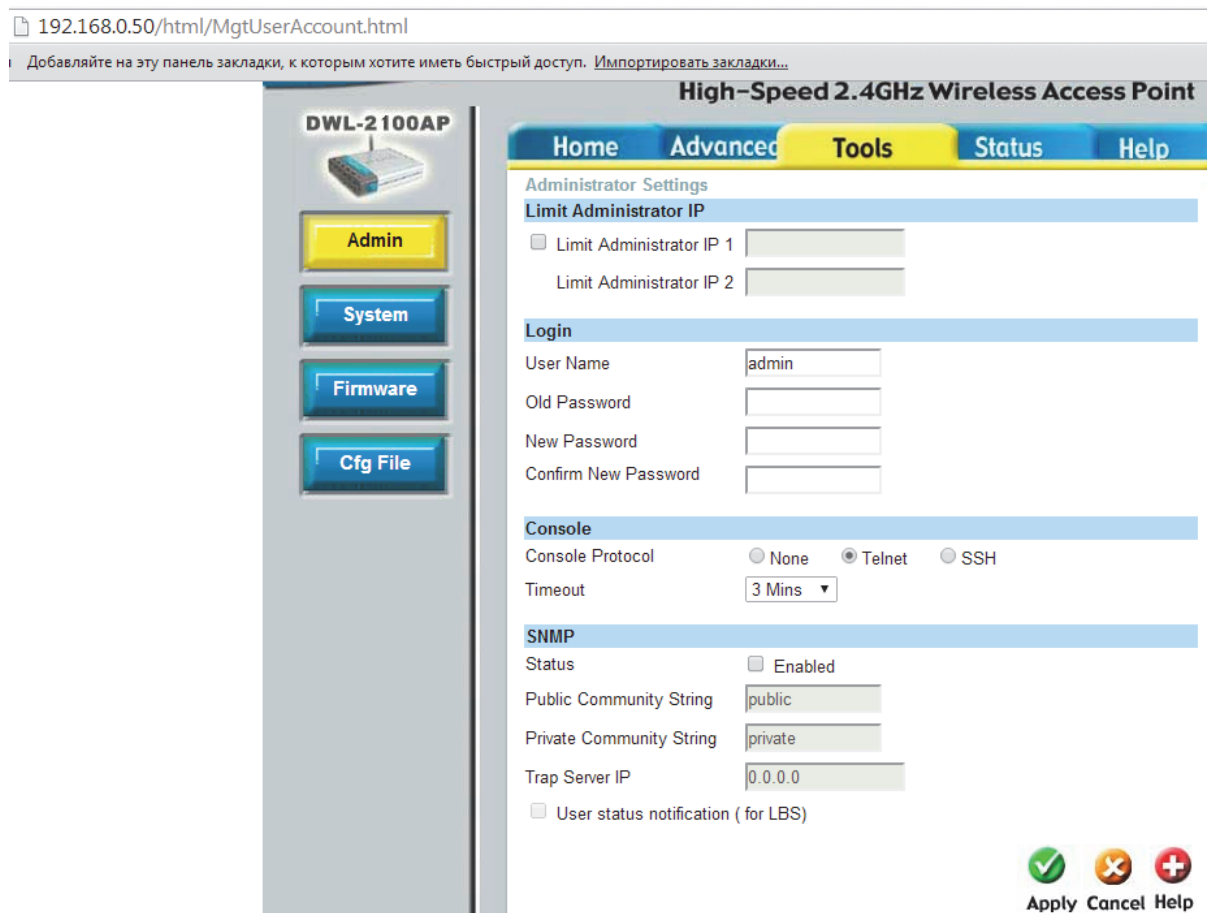 192.168.0.50/html/MgtUserAccount.html
Добавляйте на эту панель закладки, к которым хотите иметь быстрый доступ. Импортировать закладки...
High-Speed 2.4GHz Wireless Access Point
DWL-2100AP
Home Advanced Tools Status Help
Administrator Settings
Limit Administrator IP
Admin
Limit Administrator IP 1
Limit Administrator IP 2
System
Login
User Name admin
Firmware
Old Password
New Password
Cfg File
Confirm New Password
Console
Console Protocol None Telnet SSH
Timeout 3 Mins
SNMP
Status Enabled
Public Community String public
Private Community String private
Trap Server IP 0.0.0.0
User status notification ( for LBS)
Apply Cancel Help